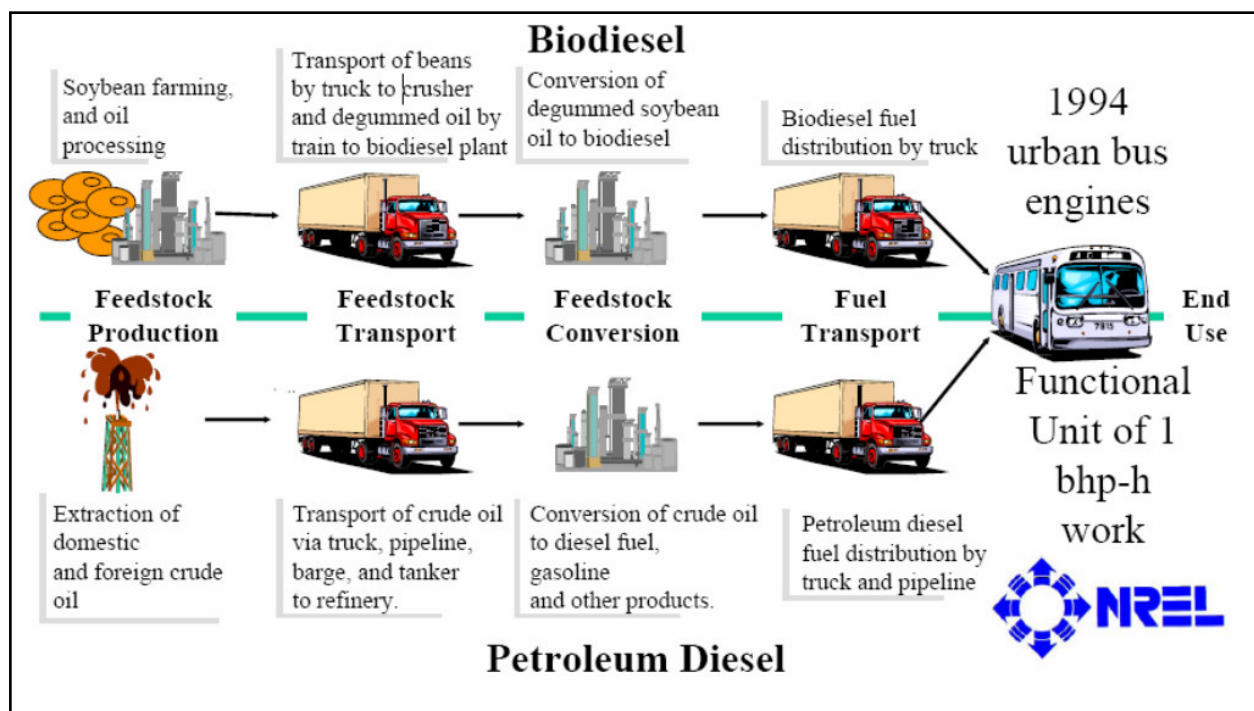 Biodiesel
Soybean farming,
and oil
processing
Transport of beans
by truck to crusher
and degummed oil by
train to biodiesel plant
Conversion of
degummed soybean
oil to biodiesel
Biodiesel fuel
distribution by truck
1994
urban bus
engines
Feedstock
Production
Feedstock
Transport
Feedstock
Conversion
Fuel
Transport
7815
End
Use
Extraction of
domestic
and foreign crude
oil
Transport of crude oil
via truck, pipeline,
barge, and tanker
to refinery.
Conversion of crude oil
to diesel fuel,
gasoline
and other products.
Petroleum diesel
fuel distribution by
truck and pipeline
Functional
Unit of 1
bhp-h
work
NREL
Petroleum Diesel